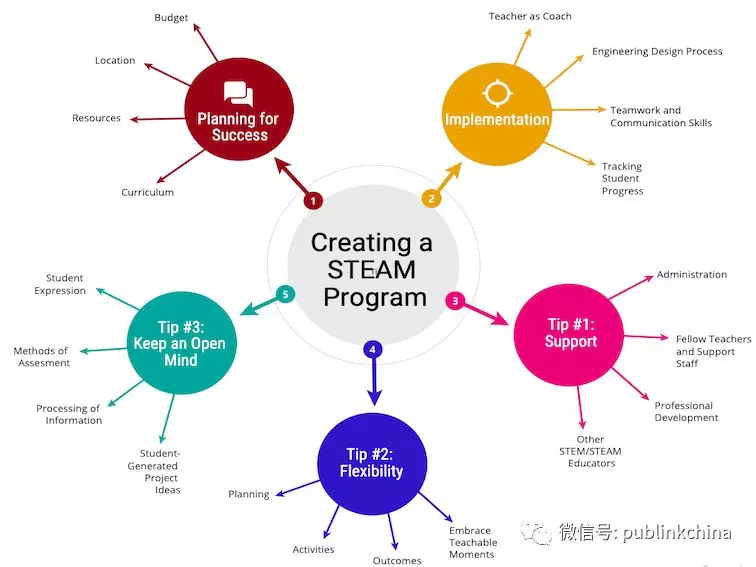 Creating a
STEAM
Program
1
Planning for
Success
Budget
Location
Resources
Curriculum
2
Implementation
Teacher as Coach
Engineering Design Process
Teamwork and
Communication Skills
Tracking
Student
Progress
3
Tip #1:
Support
Administration
Fellow Teachers
and Support
Staff
Professional
Development
Other
STEM/STEAM
Educators
4
Tip #2:
Flexibility
Planning
Activities
Outcomes
Embrace
Teachable
Moments
5
Tip #3:
Keep an Open
Mind
Student
Expression
Methods of
Assesment
Processing of
Information
Student-
Generated
Project
Ideas
微信号: publinkchina